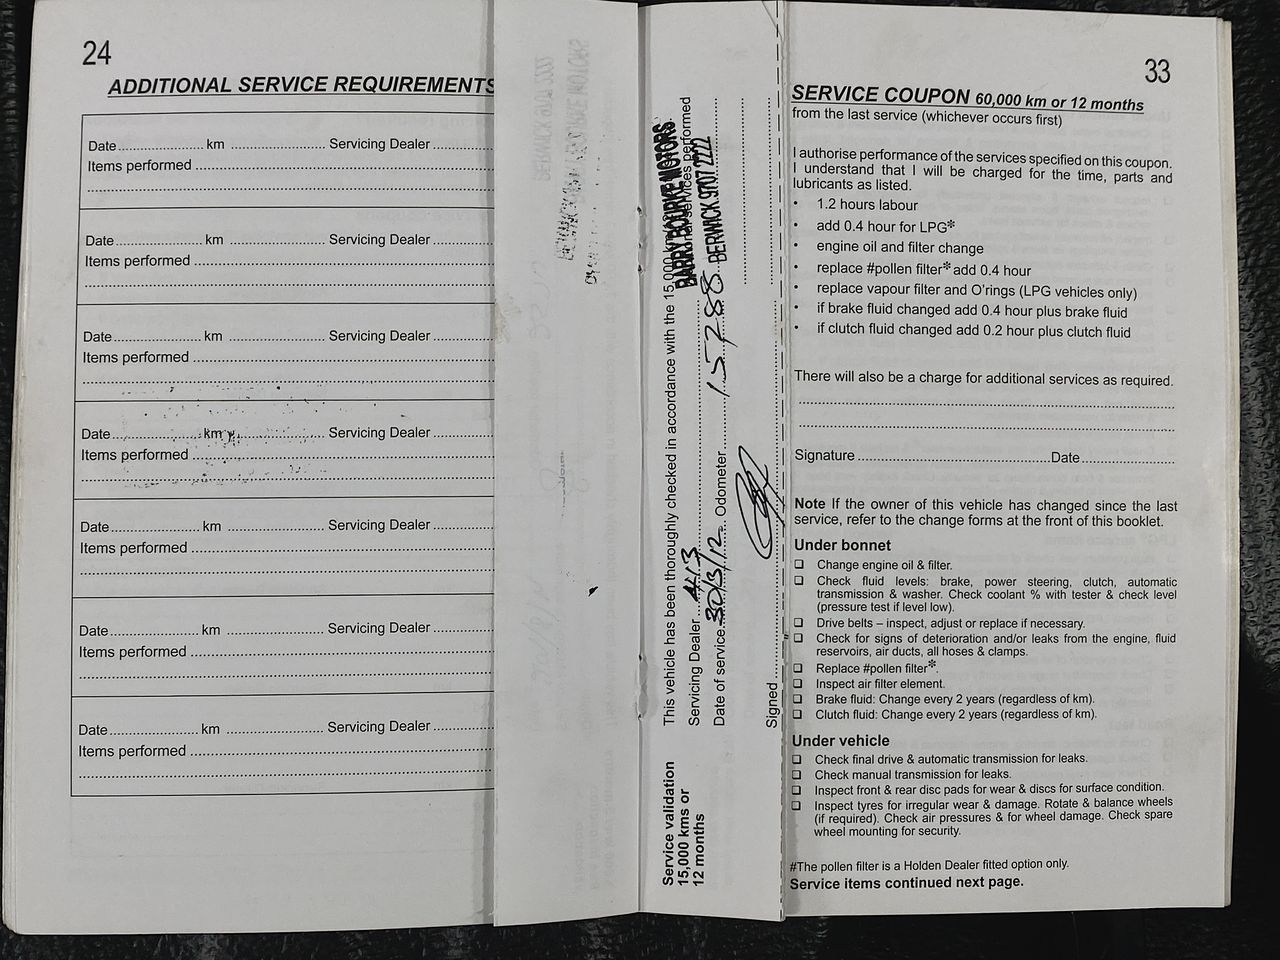 24
ADDITIONAL SERVICE REQUIREMENTS
Date........................ km ........................ Servicing Dealer ...............
Items performed ........................................................................
........................................................................
Date........................ km ........................ Servicing Dealer ...............
Items performed ........................................................................
........................................................................
Date........................ km ........................ Servicing Dealer ...............
Items performed ........................................................................
........................................................................
Date........................ km ........................ Servicing Dealer ...............
Items performed ........................................................................
........................................................................
Date........................ km ........................ Servicing Dealer ...............
Items performed ........................................................................
........................................................................
Date........................ km ........................ Servicing Dealer ...............
Items performed ........................................................................
........................................................................
Date........................ km ........................ Servicing Dealer ...............
Items performed ........................................................................
........................................................................
Service validation
15,000 kms or
12 months
This vehicle has been thoroughly checked in accordance with the 15,000 km services performed
BARRY BOURKE MOTORS
Servicing Dealer
BERWICK 9707 2222
Date of service 30/3/12 Odometer 15288
Signed
33
SERVICE COUPON 60,000 km or 12 months
from the last service (whichever occurs first)
I authorise performance of the services specified on this coupon.
I understand that I will be charged for the time, parts and
lubricants as listed.
• 1.2 hours labour
• add 0.4 hour for LPG*
• engine oil and filter change
• replace #pollen filter* add 0.4 hour
• replace vapour filter and O'rings (LPG vehicles only)
• if brake fluid changed add 0.4 hour plus brake fluid
• if clutch fluid changed add 0.2 hour plus clutch fluid
There will also be a charge for additional services as required.
........................................................................
........................................................................
Signature ................................................Date........................
Note If the owner of this vehicle has changed since the last
service, refer to the change forms at the front of this booklet.
Under bonnet
❑ Change engine oil & filter.
❑ Check fluid levels: brake, power steering, clutch, automatic
transmission & washer. Check coolant % with tester & check level
(pressure test if level low).
❑ Drive belts – inspect, adjust or replace if necessary.
❑ Check for signs of deterioration and/or leaks from the engine, fluid
reservoirs, air ducts, all hoses & clamps.
❑ Replace #pollen filter*.
❑ Inspect air filter element.
❑ Brake fluid: Change every 2 years (regardless of km).
❑ Clutch fluid: Change every 2 years (regardless of km).
Under vehicle
❑ Check final drive & automatic transmission for leaks.
❑ Check manual transmission for leaks.
❑ Inspect front & rear disc pads for wear & discs for surface condition.
❑ Inspect tyres for irregular wear & damage. Rotate & balance wheels
(if required). Check air pressures & for wheel damage. Check spare
wheel mounting for security.
#The pollen filter is a Holden Dealer fitted option only.
Service items continued next page.